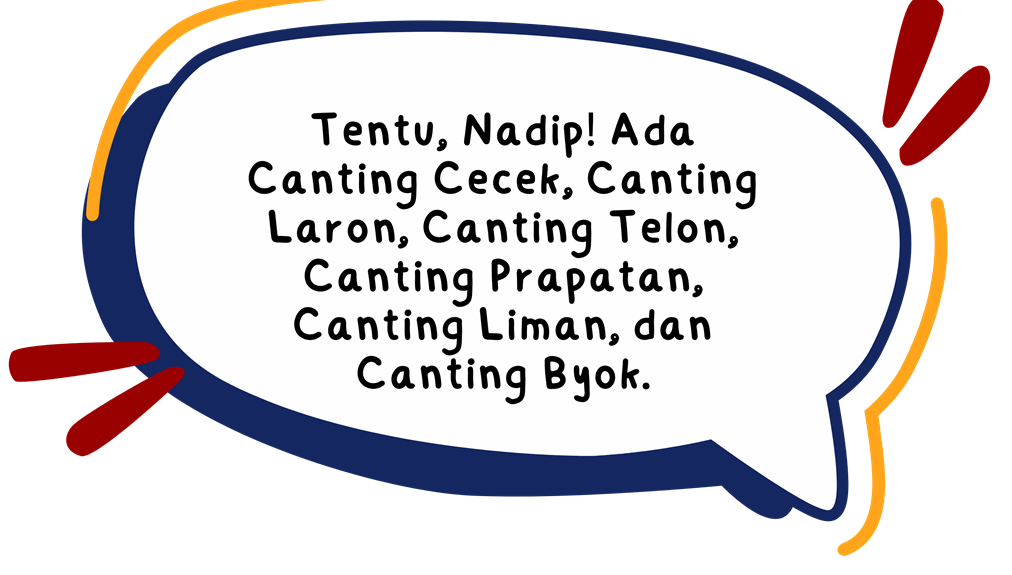 Tentu, Nadip! Ada
Canting Cecek, Canting
Laron, Canting Telon,
Canting Prapatan,
Canting Liman, dan
Canting Byok.